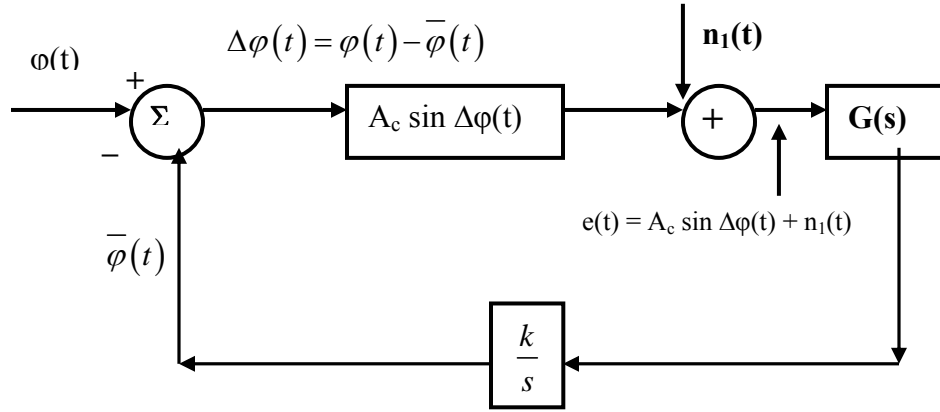 φ(t)
Δφ(t) = φ(t) − φ̅(t)
n₁(t)
+
Σ
−
A_c sin Δφ(t)
+
G(s)
e(t) = A_c sin Δφ(t) + n₁(t)
φ̅(t)
k
s